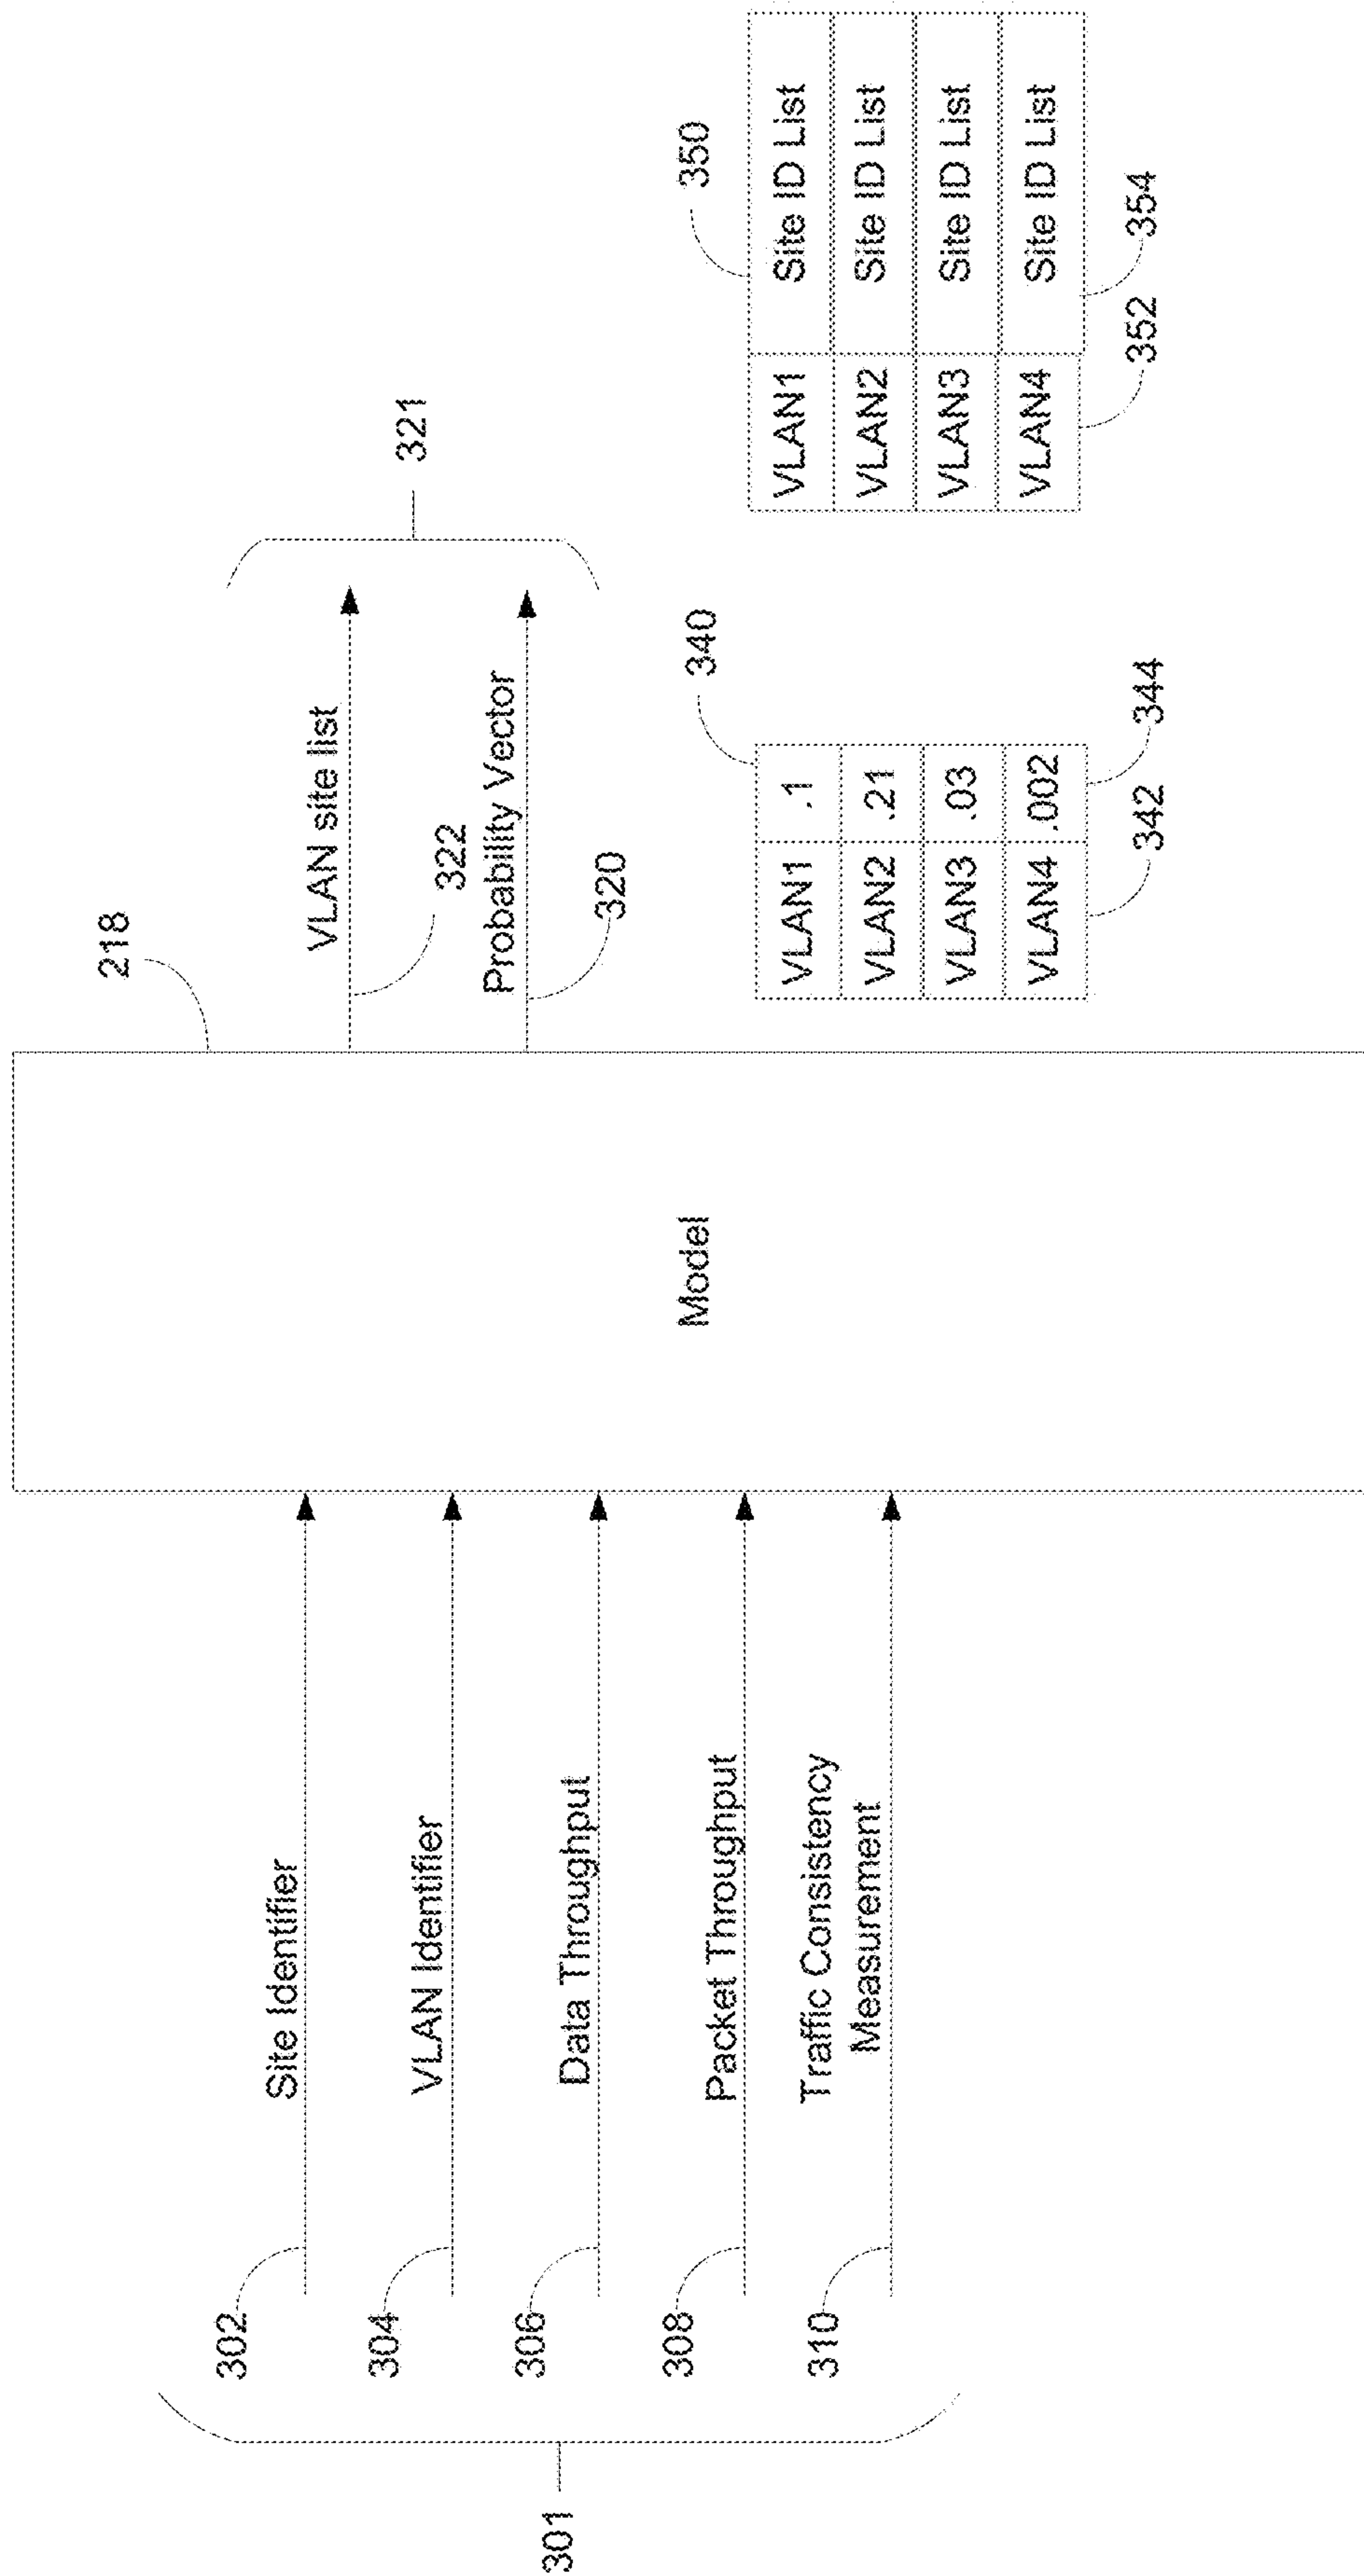 301
302
Site Identifier
304
VLAN Identifier
306
Data Throughput
308
Packet Throughput
310
Traffic Consistency
Measurement
Model
218
VLAN site list
322
Probability Vector
320
321
340
VLAN1 .1
VLAN2 .21
VLAN3 .03
VLAN4 .002
342
344
350
VLAN1 Site ID List
VLAN2 Site ID List
VLAN3 Site ID List
VLAN4 Site ID List
352
354